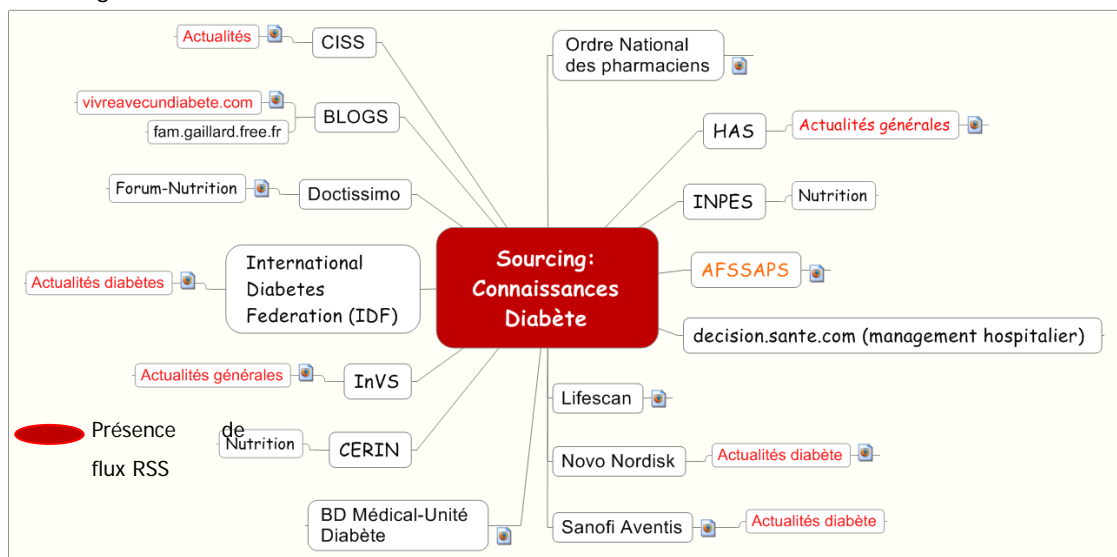 Actualités
CISS
vivreavecundiabete.com
fam.gaillard.free.fr
BLOGS
Forum-Nutrition
Doctissimo
Actualités diabètes
International
Diabetes
Federation (IDF)
Actualités générales
InVS
Nutrition
CERIN
BD Médical-Unité
Diabète
Présence de
flux RSS
Sourcing:
Connaissances
Diabète
Ordre National
des pharmaciens
HAS
Actualités générales
INPES
Nutrition
AFSSAPS
decision.sante.com (management hospitalier)
Lifescan
Novo Nordisk
Actualités diabète
Sanofi Aventis
Actualités diabète